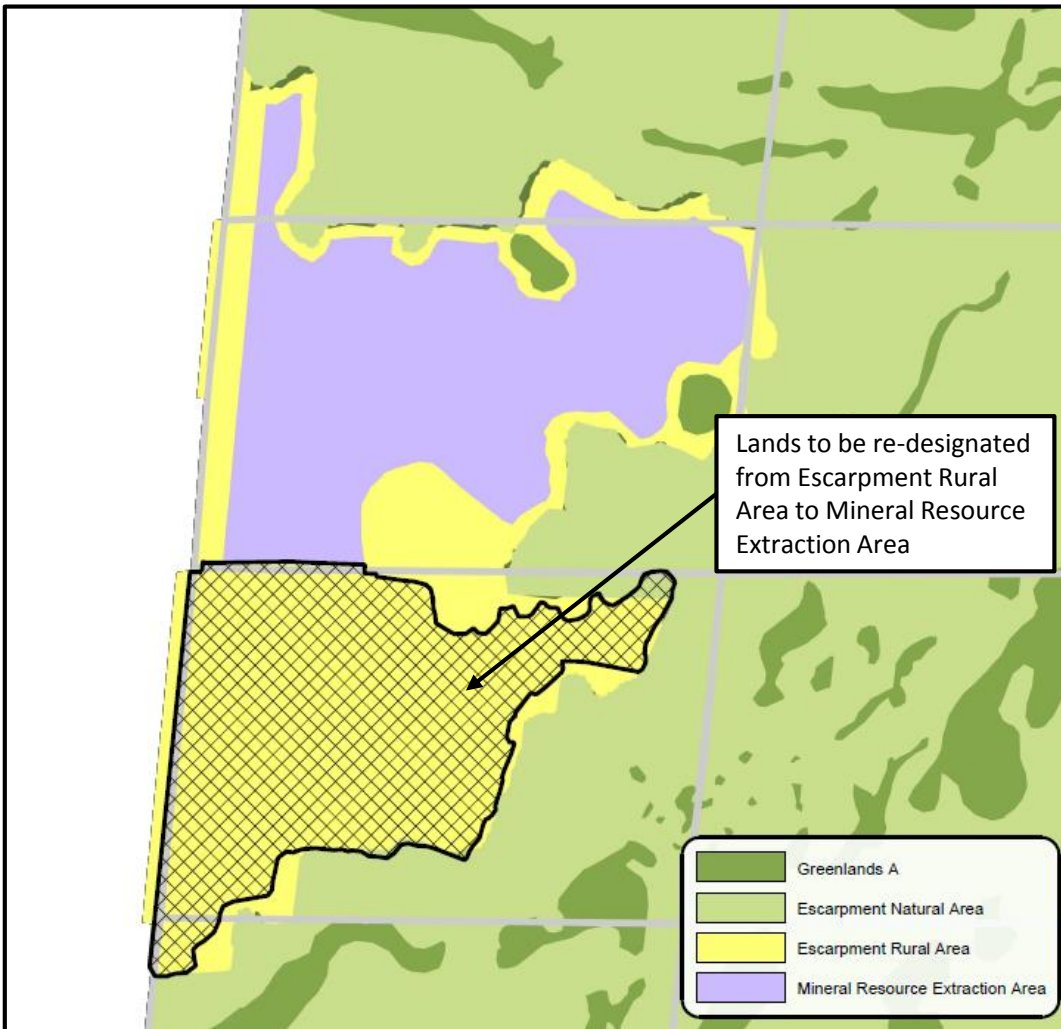 Lands to be re-designated
from Escarpment Rural
Area to Mineral Resource
Extraction Area
Greenlands A
Escarpment Natural Area
Escarpment Rural Area
Mineral Resource Extraction Area